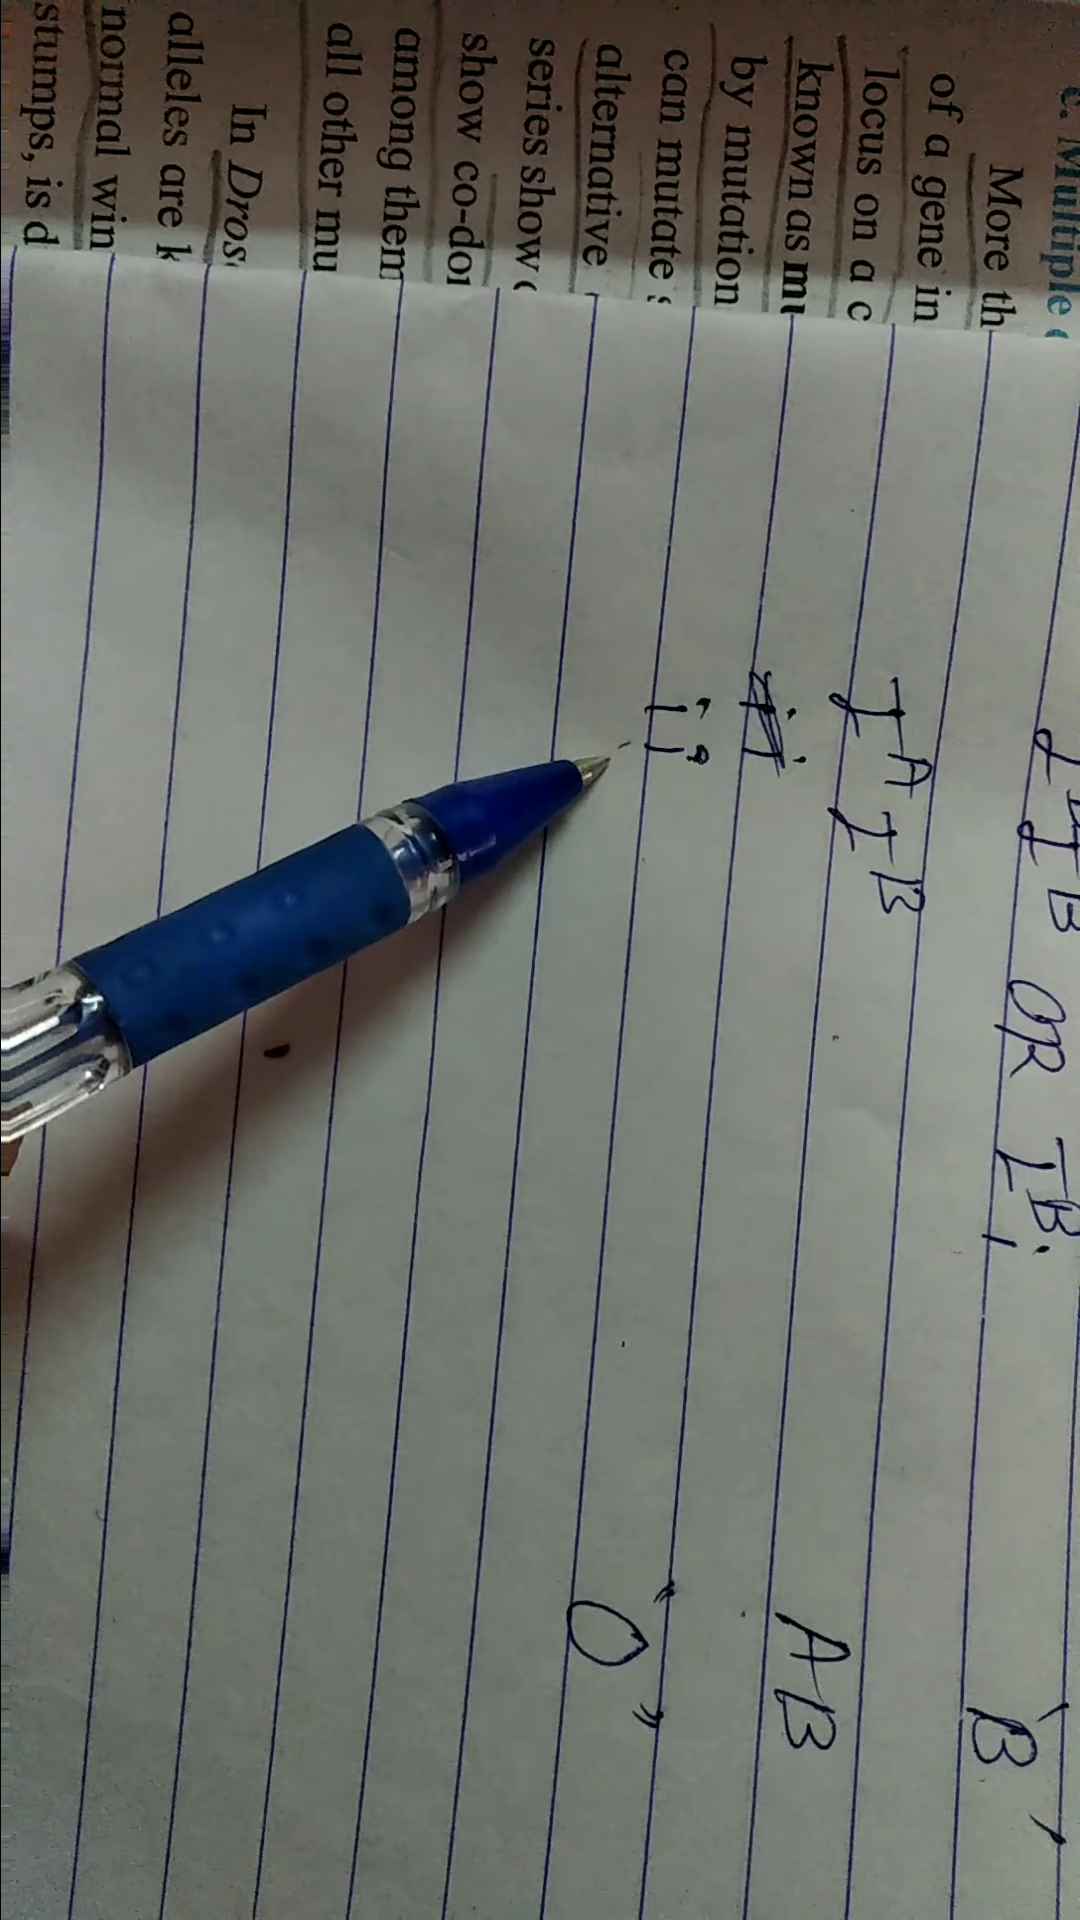 c. Multiple
More th
of a gene in
locus on a c
known as mu
by mutation
can mutate s
alternative
series show
show co-dor
among them
all other mu
In Dros
alleles are k
normal win
stumps, is d
IBIB OR IBi B
IAIB AB
ii "O"